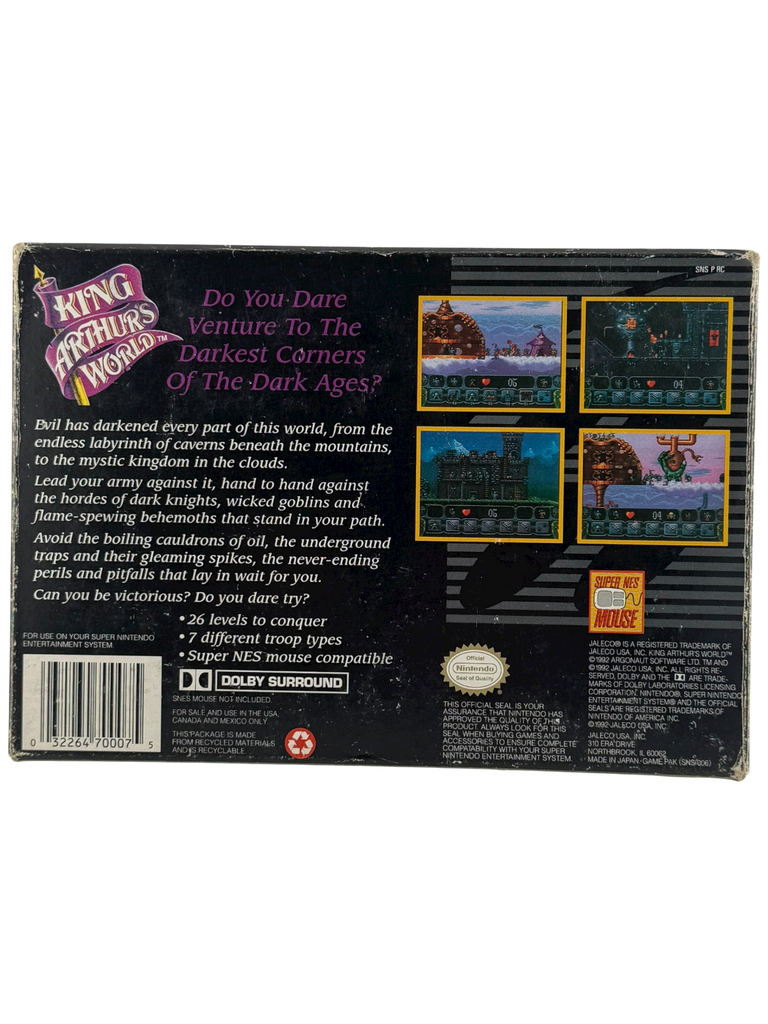 SNS P RC
KING
ARTHUR'S
WORLD™
Do You Dare
Venture To The
Darkest Corners
Of The Dark Ages?
Evil has darkened every part of this world, from the
endless labyrinth of caverns beneath the mountains,
to the mystic kingdom in the clouds.
Lead your army against it, hand to hand against
the hordes of dark knights, wicked goblins and
flame-spewing behemoths that stand in your path.
Avoid the boiling cauldrons of oil, the underground
traps and their gleaming spikes, the never-ending
perils and pitfalls that lay in wait for you.
Can you be victorious? Do you dare try?
• 26 levels to conquer
• 7 different troop types
• Super NES mouse compatible
FOR USE ON YOUR SUPER NINTENDO
ENTERTAINMENT SYSTEM.
0 32264 70007 5
DOLBY SURROUND
SNES MOUSE NOT INCLUDED.
FOR SALE AND USE IN THE USA,
CANADA AND MEXICO ONLY
THIS PACKAGE IS MADE
FROM RECYCLED MATERIALS
AND IS RECYCLABLE.
06
04
06
04
Official
Nintendo
Seal of Quality
THIS OFFICIAL SEAL IS YOUR
ASSURANCE THAT NINTENDO HAS
APPROVED THE QUALITY OF THIS
PRODUCT. ALWAYS LOOK FOR THIS
SEAL WHEN BUYING GAMES AND
ACCESSORIES TO ENSURE COMPLETE
COMPATABILITY WITH YOUR SUPER
NINTENDO ENTERTAINMENT SYSTEM.
SUPER NES
MOUSE
JALECO® IS A REGISTERED TRADEMARK OF
JALECO USA, INC. KING ARTHUR'S WORLD™
©1992 ARGONAUT SOFTWARE LTD. TM AND
©1992 JALECO USA, INC. ALL RIGHTS RE-
SERVED, DOLBY AND THE ARE TRADE-
MARKS OF DOLBY LABORATORIES LICENSING
CORPORATION. NINTENDO®, SUPER NINTENDO
ENTERTAINMENT SYSTEM® AND THE OFFICIAL
SEALS ARE REGISTERED TRADEMARKS OF
NINTENDO OF AMERICA INC.
©1992 JALECO USA, INC.
JALECO USA, INC.
310 ERA DRIVE
NORTHBROOK, IL 60062
MADE IN JAPAN. GAME PAK (SNS-006)